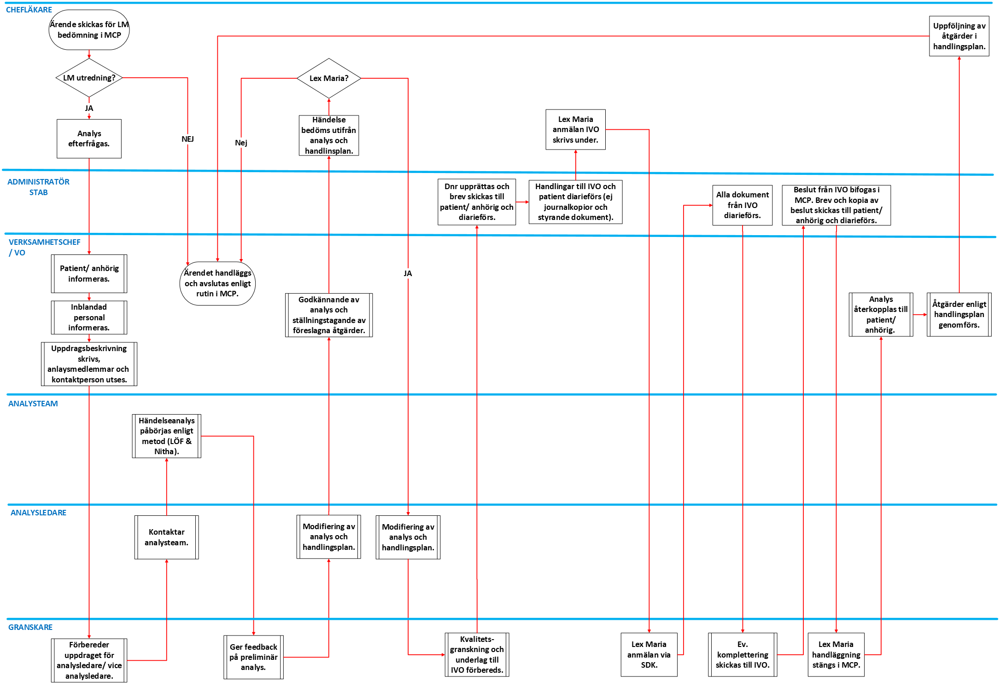 CHEFLÄKARE
Ärende skickas för LM
bedömning i MCP
LM utredning?
JA
NEJ
Analys
efterfrågas.
Lex Maria?
Nej
JA
Händelse
bedöms utifrån
analys och
handlinsplan.
Lex Maria
anmälan IVO
skrivs under.
Uppföljning av
åtgärder i
handlingsplan.
ADMINISTRATÖR
STAB
Dnr upprättas och
brev skickas till
patient/ anhörig och
diarieförs.
Handlingar till IVO och
patient diarieförs (ej
journalkopior och
styrande dokument).
Alla dokument
från IVO
diarieförs.
Beslut från IVO bifogas i
MCP. Brev och kopia av
beslut skickas till patient/
anhörig och diarieförs.
VERKSAMHETSCHEF
/ VO
Patient/ anhörig
informeras.
Inblandad
personal
informeras.
Uppdragsbeskrivning
skrivs,
anlaysmedlemmar och
kontaktperson utses.
Ärendet handläggs
och avslutas enligt
rutin i MCP.
Godkännande av
analys och
ställningstagande av
föreslagna åtgärder.
Analys
återkopplas till
patient/
anhörig.
Åtgärder enligt
handlingsplan
genomförs.
ANALYSTEAM
Händelseanalys
påbörjas enligt
metod (LÖF &
Nitha).
ANALYSLEDARE
Kontaktar
analysteam.
Modifiering av
analys och
handlingsplan.
Modifiering av
analys och
handlingsplan.
GRANSKARE
Förbereder
uppdraget för
analysledare/ vice
analysledare.
Ger feedback
på preliminär
analys.
Kvalitets-
granskning och
underlag till
IVO förbereds.
Lex Maria
anmälan via
SDK.
Ev.
komplettering
skickas till IVO.
Lex Maria
handläggning
stängs i MCP.